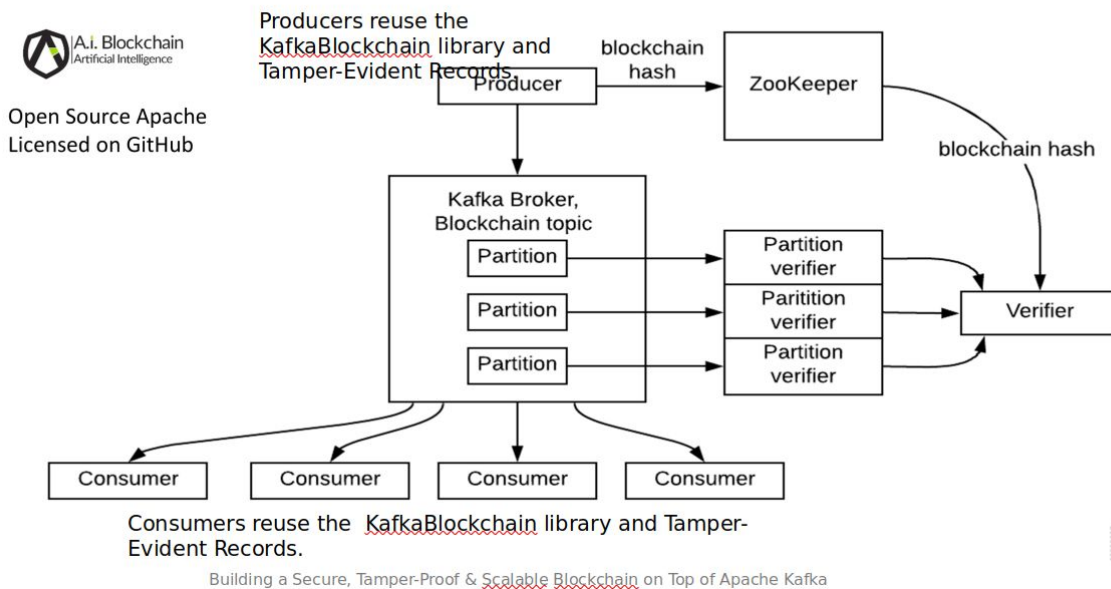 Producers reuse the
KafkaBlockchain library and
Tamper-Evident Records.
A.i. Blockchain
Artificial Intelligence
Open Source Apache
Licensed on GitHub
Producer
blockchain
hash
ZooKeeper
blockchain hash
Kafka Broker,
Blockchain topic
Partition
Partition
Partition
Partition
verifier
Paritition
verifier
Partition
verifier
Verifier
Consumer
Consumer
Consumer
Consumer
Consumers reuse the KafkaBlockchain library and Tamper-
Evident Records.
Building a Secure, Tamper-Proof & Scalable Blockchain on Top of Apache Kafka